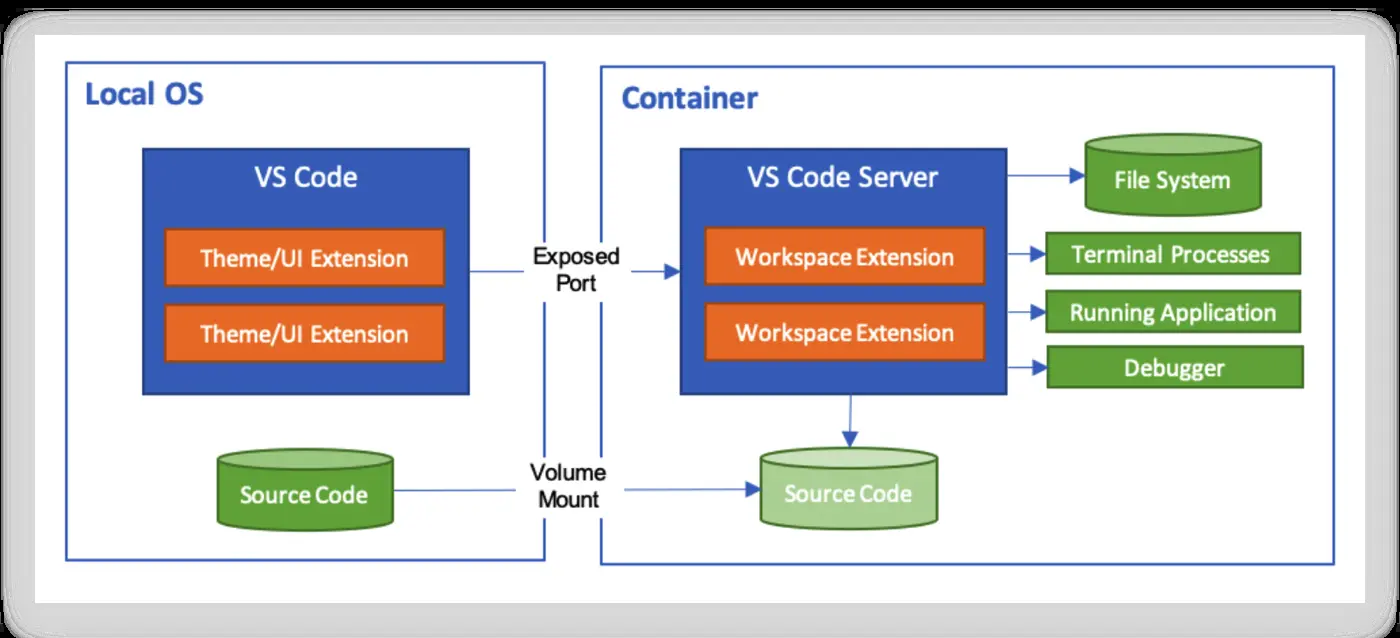 Local OS
VS Code
Theme/UI Extension
Theme/UI Extension
Source Code
Exposed
Port
Volume
Mount
Container
VS Code Server
Workspace Extension
Workspace Extension
Source Code
File System
Terminal Processes
Running Application
Debugger